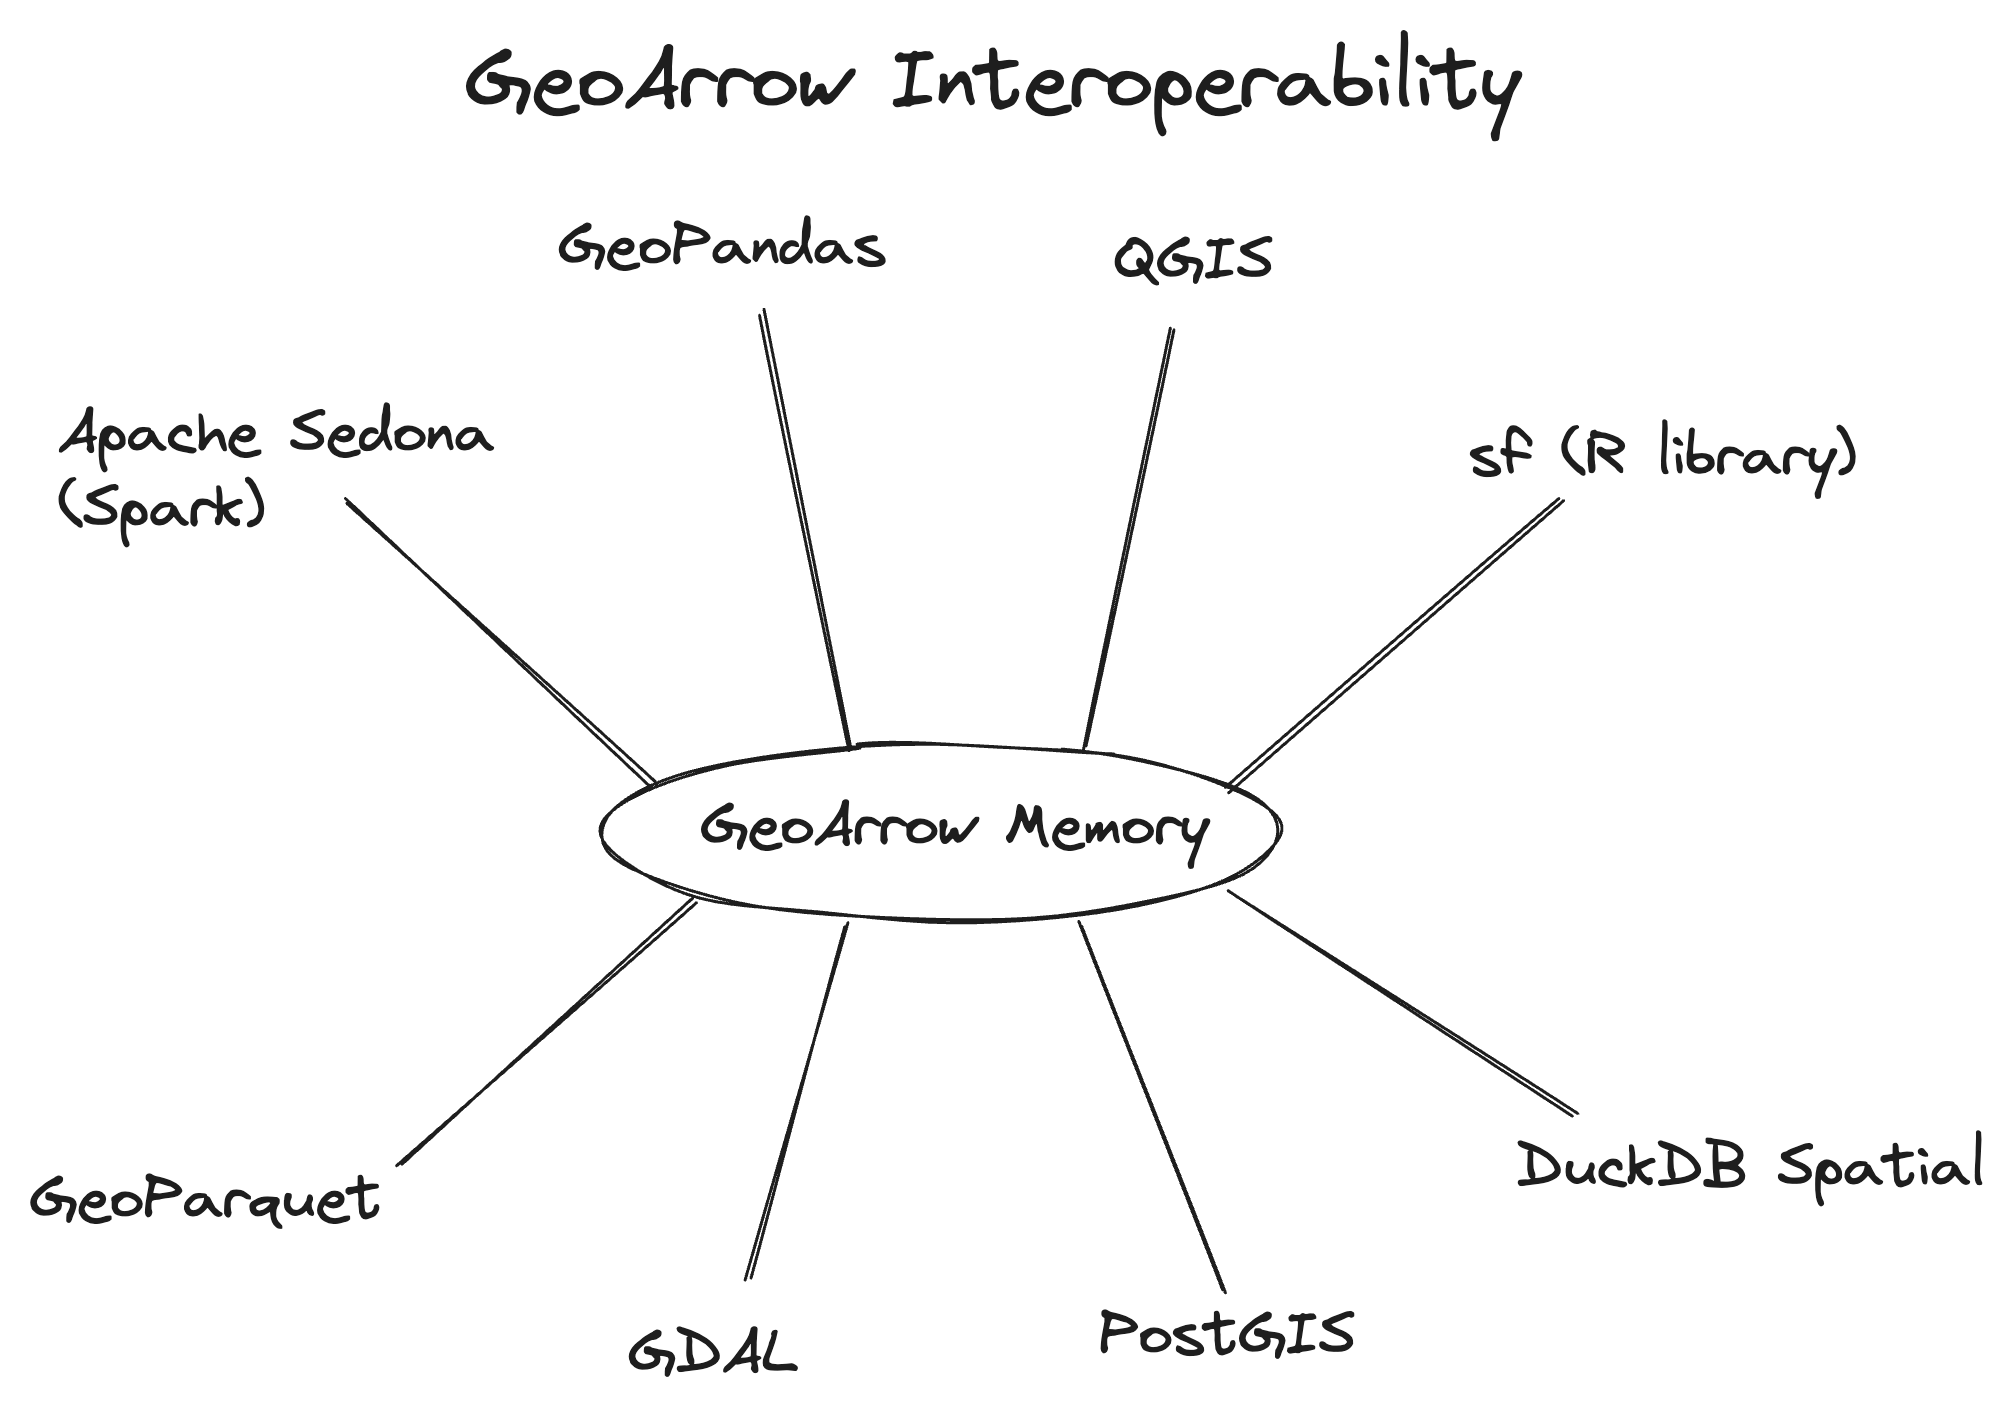 GeoArrow Interoperability
GeoPandas
QGIS
Apache Sedona
(Spark)
sf (R library)
GeoArrow Memory
GeoParquet
DuckDB Spatial
GDAL
PostGIS